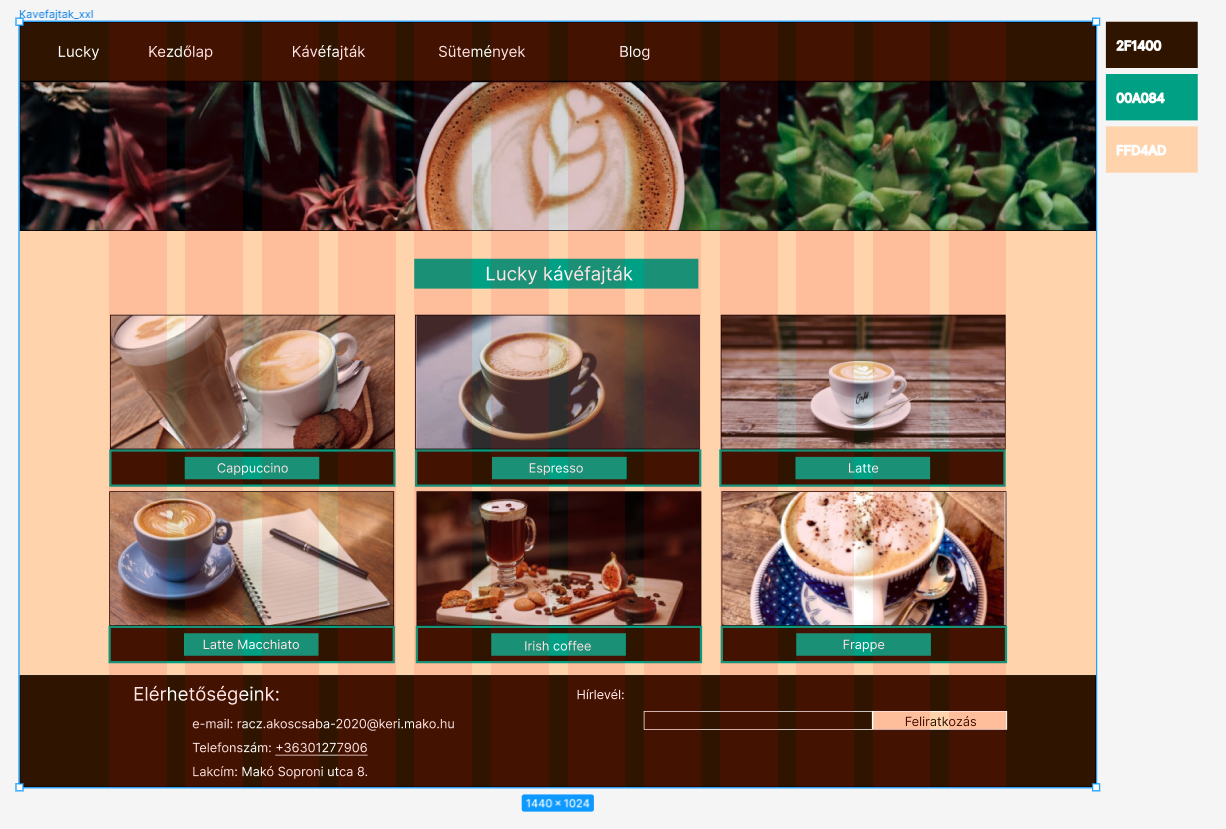 Kavefajtak_xxl
Lucky Kezdőlap Kávéfajták Sütemények Blog
2F1400
00A084
FFD4AD
Lucky kávéfajták
Café
Cappuccino Espresso Latte
Latte Macchiato Irish coffee Frappe
Elérhetőségeink:
Hírlevél:
e-mail: racz.akoscsaba-2020@keri.mako.hu
Feliratkozás
Telefonszám: +36301277906
Lakcím: Makó Soproni utca 8.
1440 × 1024